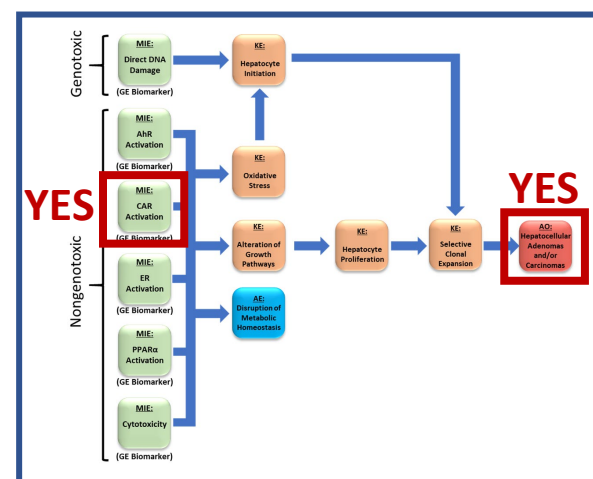 Genotoxic
MIE:
Direct DNA
Damage
(GE Biomarker)
KE:
Hepatocyte
Initiation
Nongenotoxic
MIE:
AhR
Activation
(GE Biomarker)
YES
MIE:
CAR
Activation
(GE Biomarker)
MIE:
ER
Activation
(GE Biomarker)
MIE:
PPARα
Activation
(GE Biomarker)
MIE:
Cytotoxicity
(GE Biomarker)
KE:
Oxidative
Stress
KE:
Alteration of
Growth
Pathways
AE:
Disruption of
Metabolic
Homeostasis
KE:
Hepatocyte
Proliferation
KE:
Selective
Clonal
Expansion
YES
AO:
Hepatocellular
Adenomas
and/or
Carcinomas